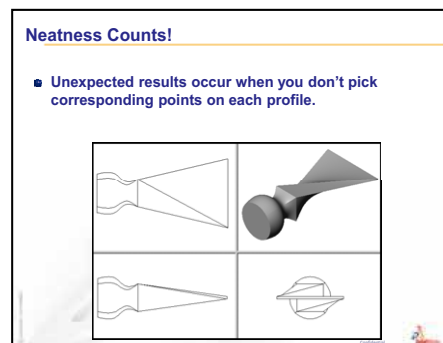 Neatness Counts!
Unexpected results occur when you don't pick
corresponding points on each profile.